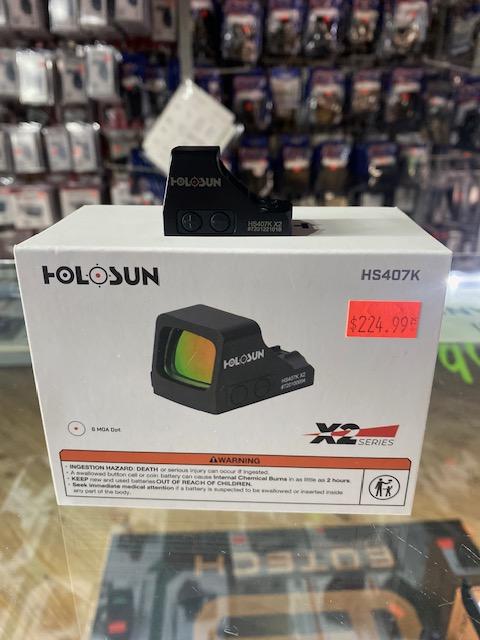 HOLOSUN
HS407K X2
HOLOSUN
HS407K
$224.99
HOLOSUN
HS407K X2
6 MOA Dot
X2 SERIES
WARNING
· INGESTION HAZARD: DEATH or serious injury can occur if ingested.
· A swallowed button cell or coin battery can cause Internal Chemical Burns in as little as 2 hours.
· KEEP new and used batteries OUT OF REACH OF CHILDREN.
· Seek immediate medical attention if a battery is suspected to be swallowed or inserted inside
any part of the body.
EOTECH